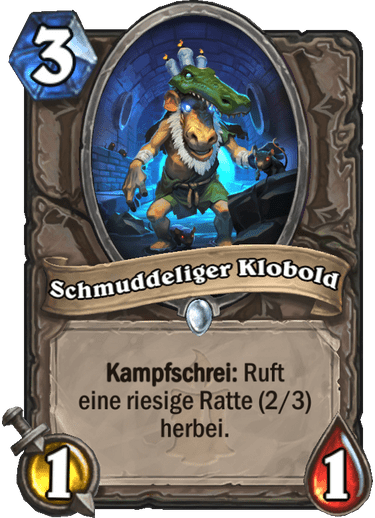 3
Schmuddeliger Klobold
Kampfschrei: Ruft
eine riesige Ratte (2/3)
herbei.
1
1